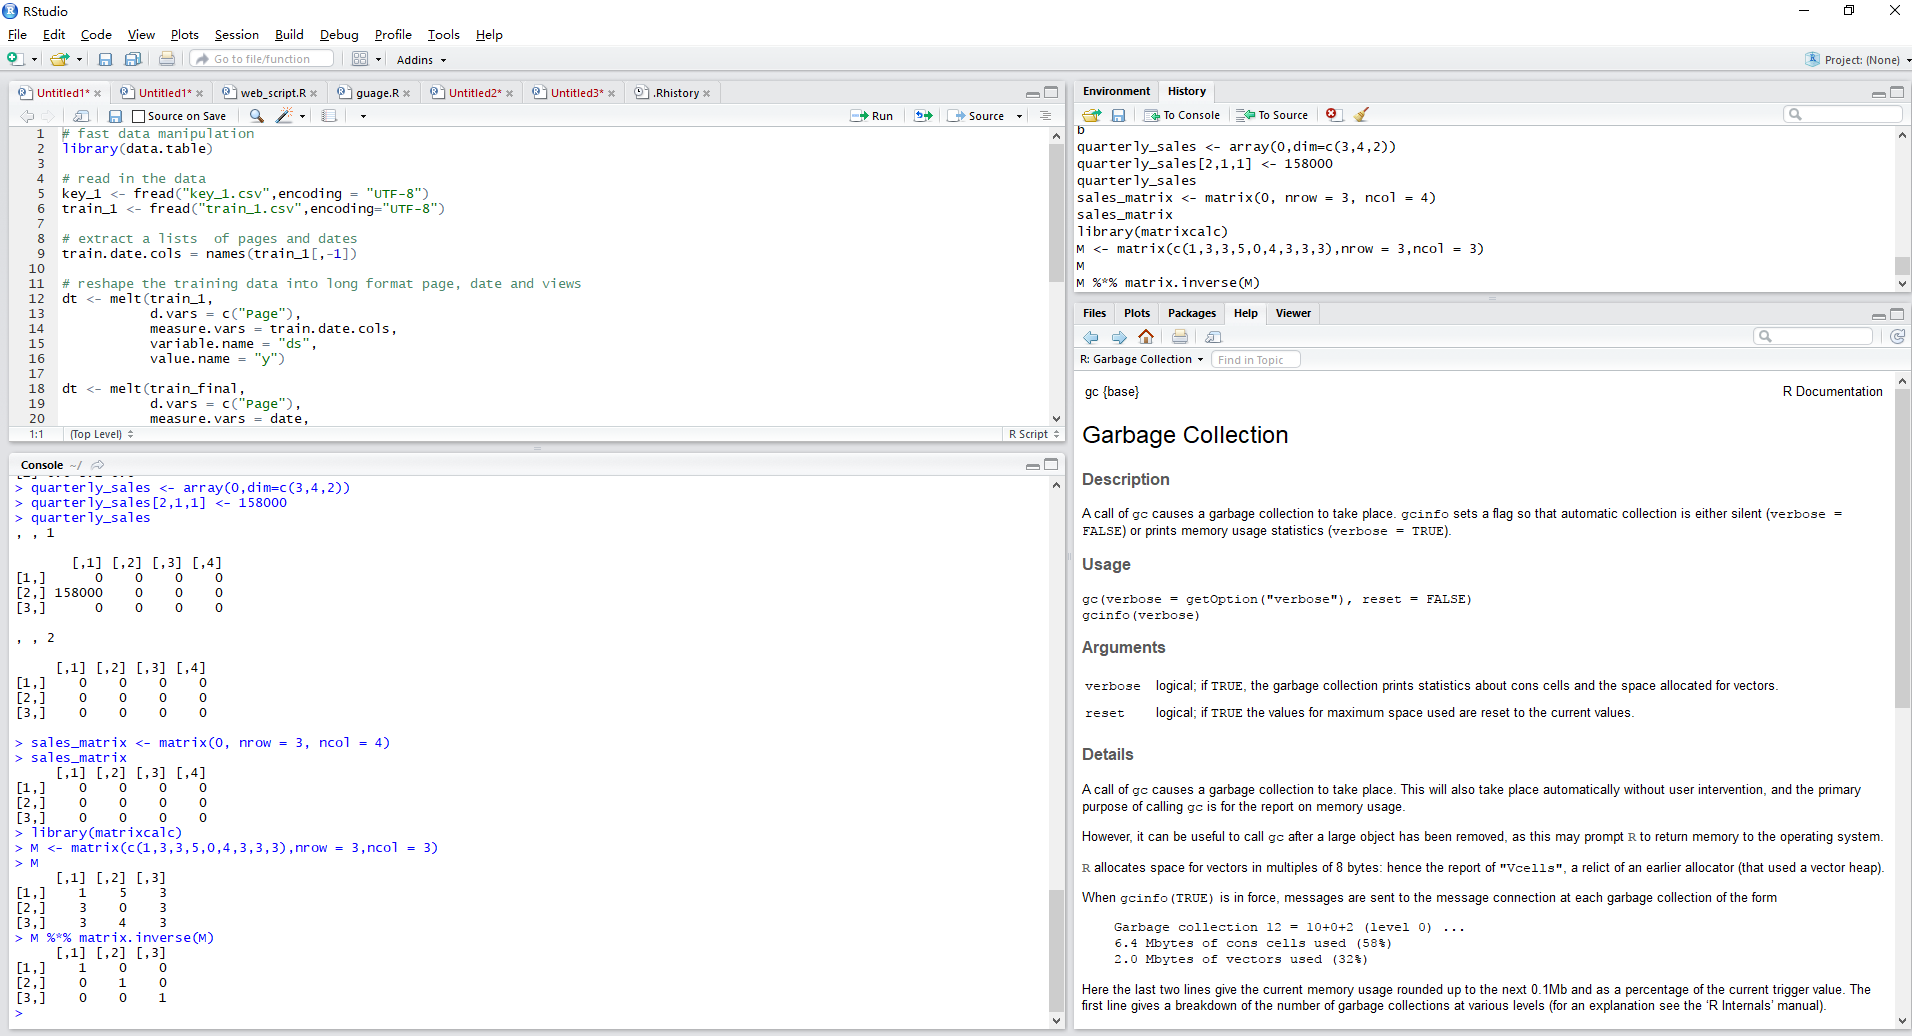 RStudio
File Edit Code View Plots Session Build Debug Profile Tools Help
Go to file/function Addins Project: (None)
Untitled1* Untitled1* web_script.R guage.R Untitled2* Untitled3* .Rhistory
Source on Save Run Source
1 # fast data manipulation
2 library(data.table)
3
4 # read in the data
5 key_1 <- fread("key_1.csv",encoding = "UTF-8")
6 train_1 <- fread("train_1.csv",encoding="UTF-8")
7
8 # extract a lists  of pages and dates
9 train.date.cols = names(train_1[,-1])
10
11 # reshape the training data into long format page, date and views
12 dt <- melt(train_1,
13 d.vars = c("Page"),
14 measure.vars = train.date.cols,
15 variable.name = "ds",
16 value.name = "y")
17
18 dt <- melt(train_final,
19 d.vars = c("Page"),
20 measure.vars = date,
1:1 (Top Level) R Script
Console ~/
> quarterly_sales <- array(0,dim=c(3,4,2))
> quarterly_sales[2,1,1] <- 158000
> quarterly_sales
, , 1
[,1] [,2] [,3] [,4]
[1,] 0 0 0 0
[2,] 158000 0 0 0
[3,] 0 0 0 0
, , 2
[,1] [,2] [,3] [,4]
[1,] 0 0 0 0
[2,] 0 0 0 0
[3,] 0 0 0 0
> sales_matrix <- matrix(0, nrow = 3, ncol = 4)
> sales_matrix
[,1] [,2] [,3] [,4]
[1,] 0 0 0 0
[2,] 0 0 0 0
[3,] 0 0 0 0
> library(matrixcalc)
> M <- matrix(c(1,3,3,5,0,4,3,3,3),nrow = 3,ncol = 3)
> M
[,1] [,2] [,3]
[1,] 1 5 3
[2,] 3 0 3
[3,] 3 4 3
> M %*% matrix.inverse(M)
[,1] [,2] [,3]
[1,] 1 0 0
[2,] 0 1 0
[3,] 0 0 1
>
Environment History
To Console To Source
b
quarterly_sales <- array(0,dim=c(3,4,2))
quarterly_sales[2,1,1] <- 158000
quarterly_sales
sales_matrix <- matrix(0, nrow = 3, ncol = 4)
sales_matrix
library(matrixcalc)
M <- matrix(c(1,3,3,5,0,4,3,3,3),nrow = 3,ncol = 3)
M
M %*% matrix.inverse(M)
Files Plots Packages Help Viewer
R: Garbage Collection Find in Topic
gc {base} R Documentation
Garbage Collection
Description
A call of gc causes a garbage collection to take place. gcinfo sets a flag so that automatic collection is either silent (verbose =
FALSE) or prints memory usage statistics (verbose = TRUE).
Usage
gc(verbose = getOption("verbose"), reset = FALSE)
gcinfo(verbose)
Arguments
verbose logical; if TRUE, the garbage collection prints statistics about cons cells and the space allocated for vectors.
reset logical; if TRUE the values for maximum space used are reset to the current values.
Details
A call of gc causes a garbage collection to take place. This will also take place automatically without user intervention, and the primary
purpose of calling gc is for the report on memory usage.
However, it can be useful to call gc after a large object has been removed, as this may prompt R to return memory to the operating system.
R allocates space for vectors in multiples of 8 bytes: hence the report of "Vcells", a relict of an earlier allocator (that used a vector heap).
When gcinfo(TRUE) is in force, messages are sent to the message connection at each garbage collection of the form
Garbage collection 12 = 10+0+2 (level 0) ...
6.4 Mbytes of cons cells used (58%)
2.0 Mbytes of vectors used (32%)
Here the last two lines give the current memory usage rounded up to the next 0.1Mb and as a percentage of the current trigger value. The
first line gives a breakdown of the number of garbage collections at various levels (for an explanation see the ‘R Internals’ manual).